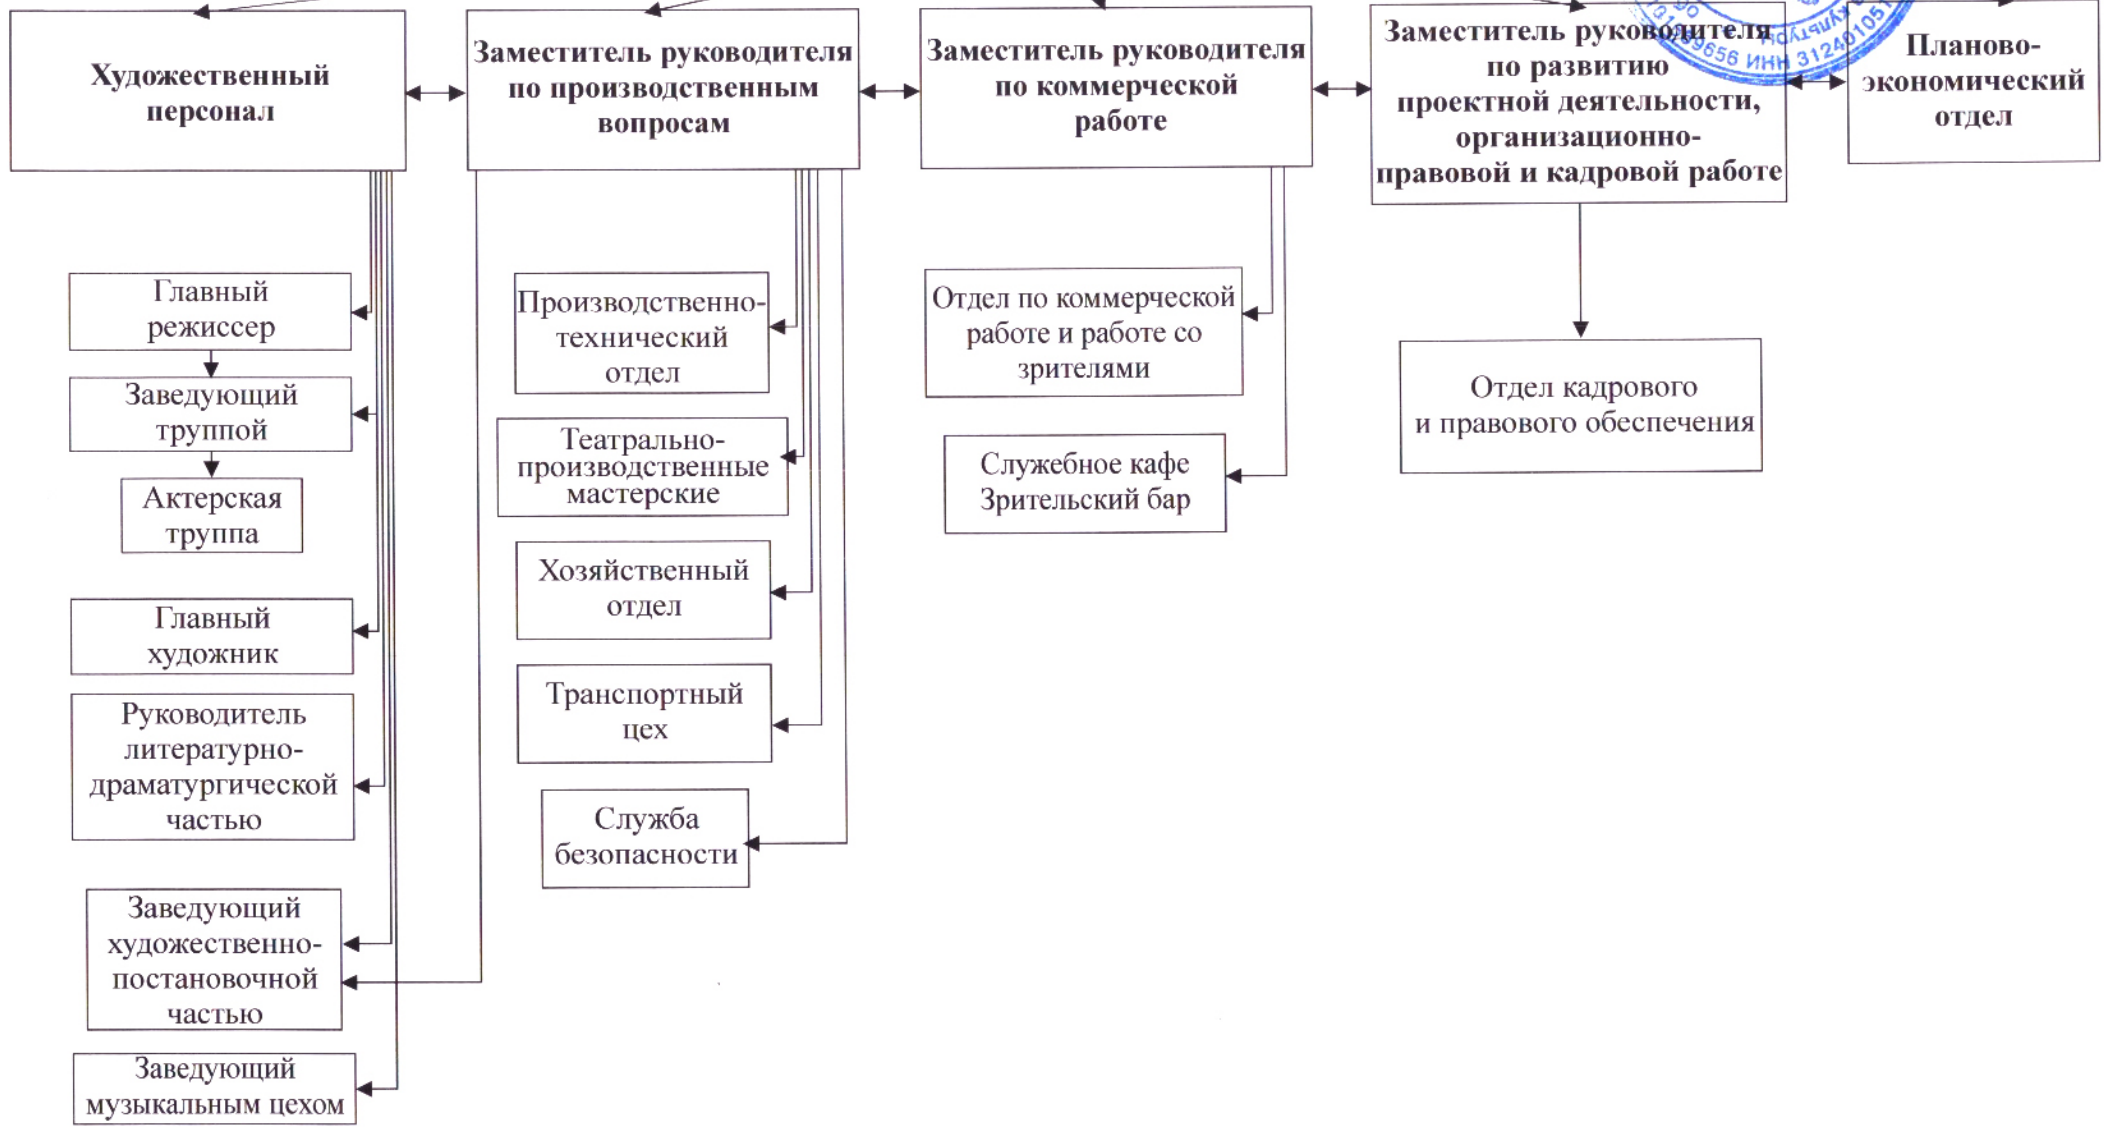 Художественный
персонал
Заместитель руководителя
по производственным
вопросам
Заместитель руководителя
по коммерческой
работе
Заместитель руководителя
по развитию
проектной деятельности,
организационно-
правовой и кадровой работе
Планово-
экономический
отдел
ИНН
Главный
режиссер
Заведующий
труппой
Актерская
труппа
Главный
художник
Руководитель
литературно-
драматургической
частью
Заведующий
художественно-
постановочной
частью
Заведующий
музыкальным цехом
Производственно-
технический
отдел
Театрально-
производственные
мастерские
Хозяйственный
отдел
Транспортный
цех
Служба
безопасности
Отдел по коммерческой
работе и работе со
зрителями
Служебное кафе
Зрительский бар
Отдел кадрового
и правового обеспечения